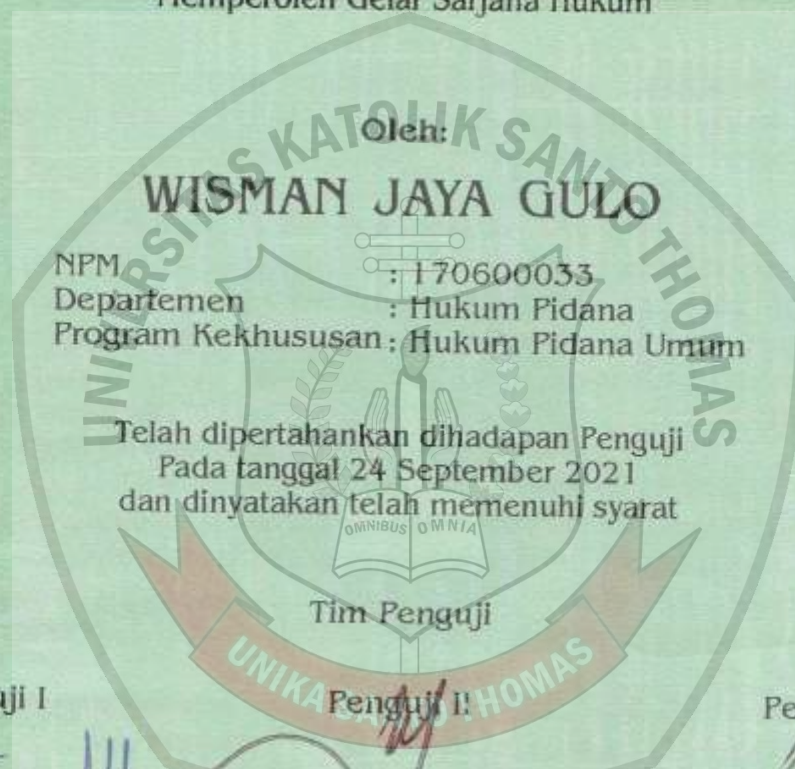 Memperoleh Gelar Sarjana Hukum
Oleh:
WISMAN JAYA GULO
NPM : 170600033
Departemen : Hukum Pidana
Program Kekhususan : Hukum Pidana Umum
Telah dipertahankan dihadapan Penguji
Pada tanggal 24 September 2021
dan dinyatakan telah memenuhi syarat
Tim Penguji
Penguji II
UNIVERSITAS KATOLIK SANTO THOMAS
OMNIBUS OMNIA
UNIKA SANTO THOMAS